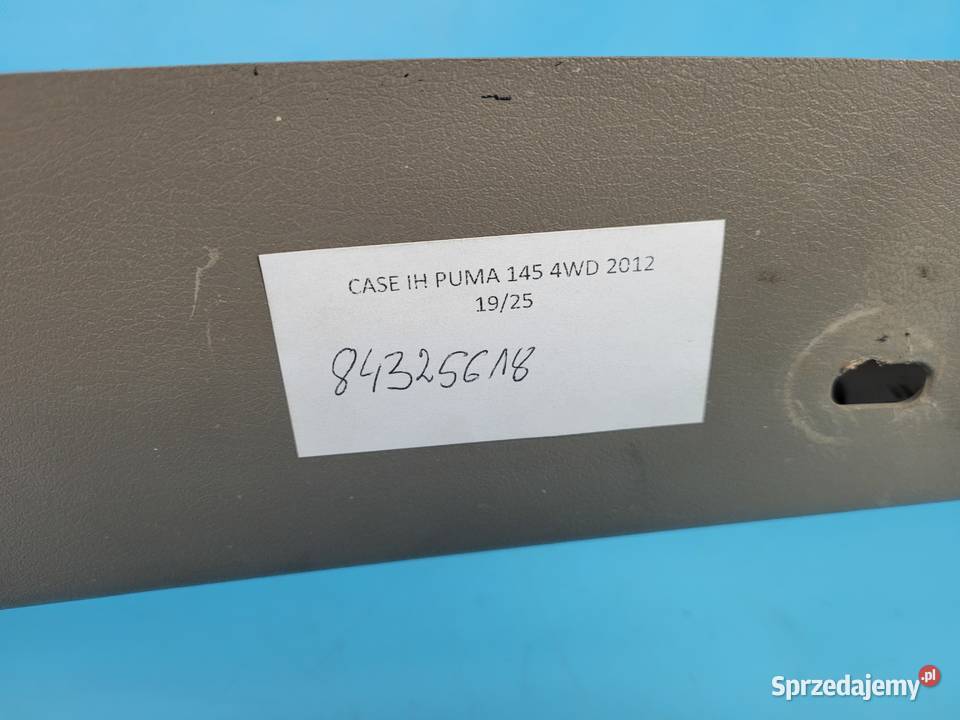 CASE IH PUMA 145 4WD 2012
19/25
84325618
Sprzedajemy.pl